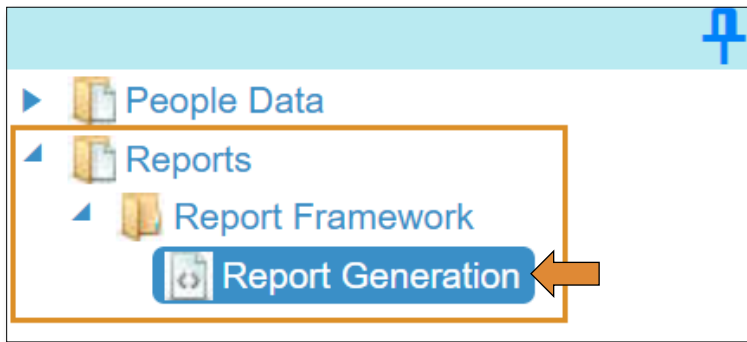 People Data
Reports
Report Framework
Report Generation